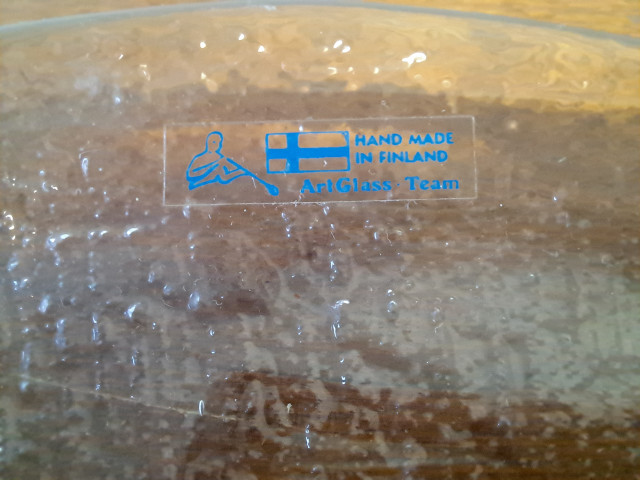 HAND MADE
IN FINLAND
ArtGlass · Team